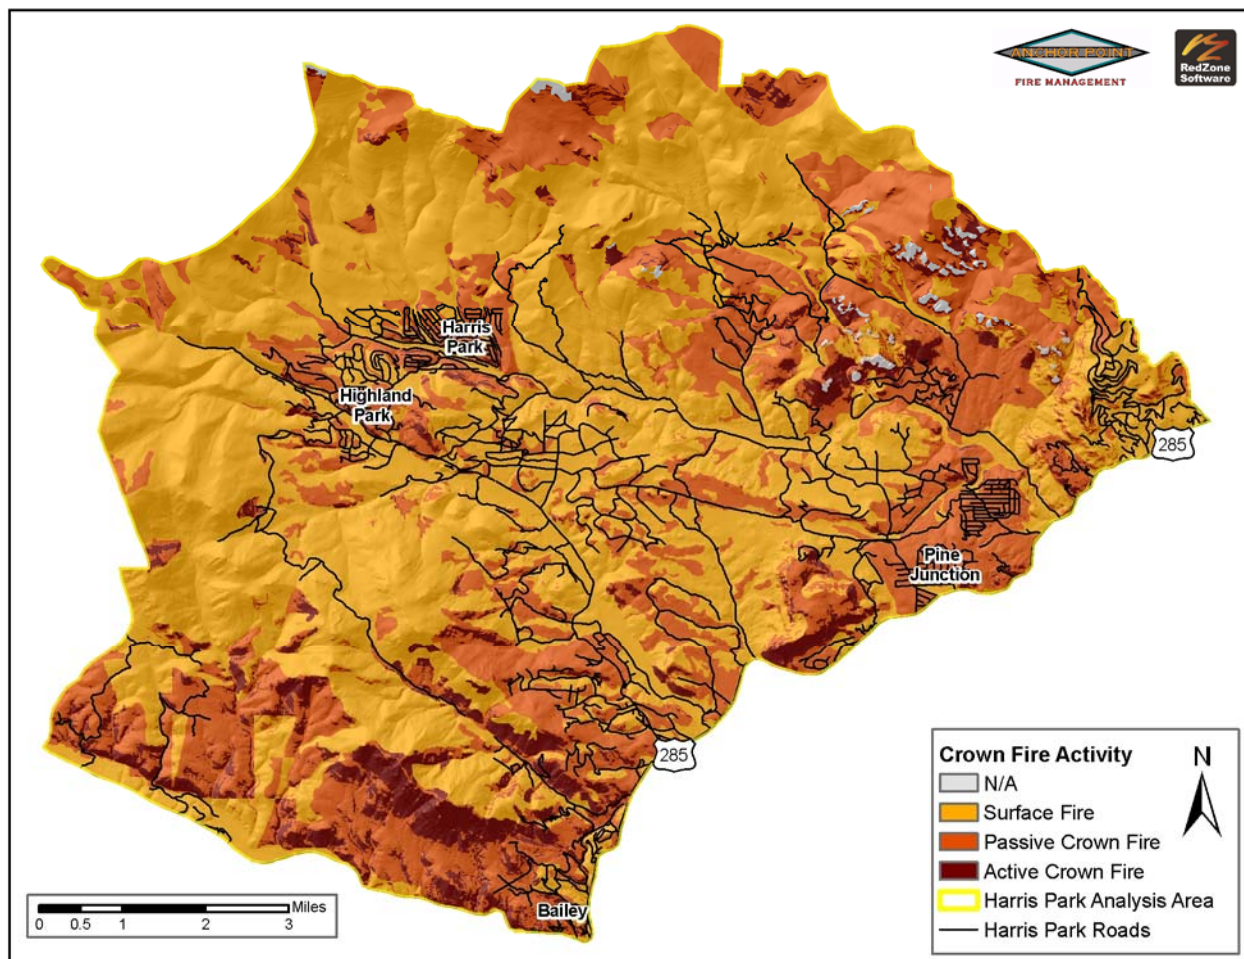 ANCHOR POINT
FIRE MANAGEMENT
RedZone
Software
Harris
Park
Highland
Park
285
Pine
Junction
285
Bailey
Crown Fire Activity
N
N/A
Surface Fire
Passive Crown Fire
Active Crown Fire
Harris Park Analysis Area
Harris Park Roads
Miles
0 0.5 1 2 3